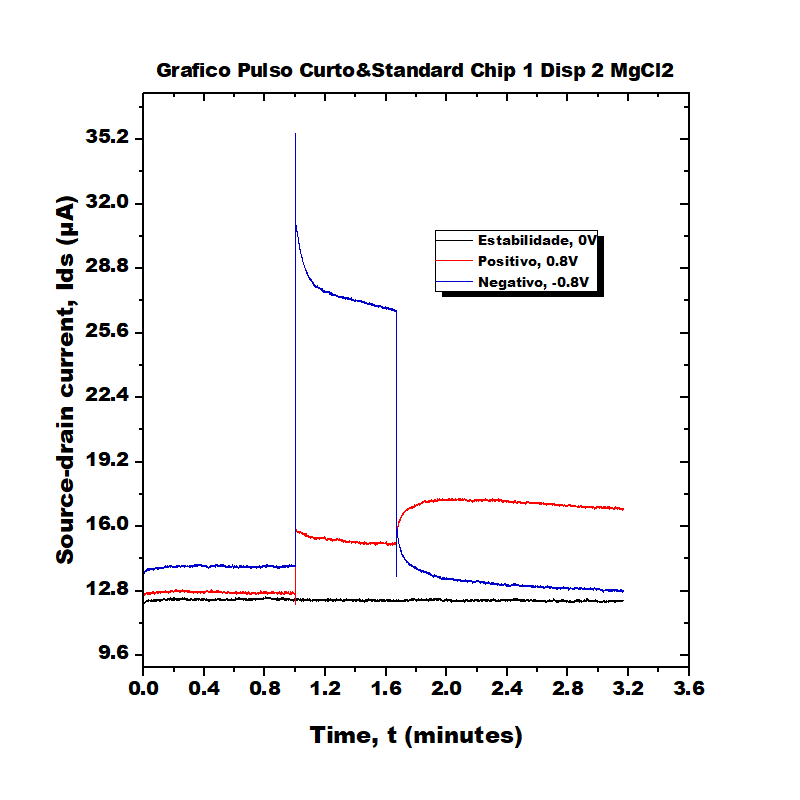 Grafico Pulso Curto&Standard Chip 1 Disp 2 MgCl2
35.2
32.0
28.8
25.6
22.4
19.2
16.0
12.8
9.6
Source-drain current, Ids (µA)
Estabilidade, 0V
Positivo, 0.8V
Negativo, -0.8V
0.0 0.4 0.8 1.2 1.6 2.0 2.4 2.8 3.2 3.6
Time, t (minutes)